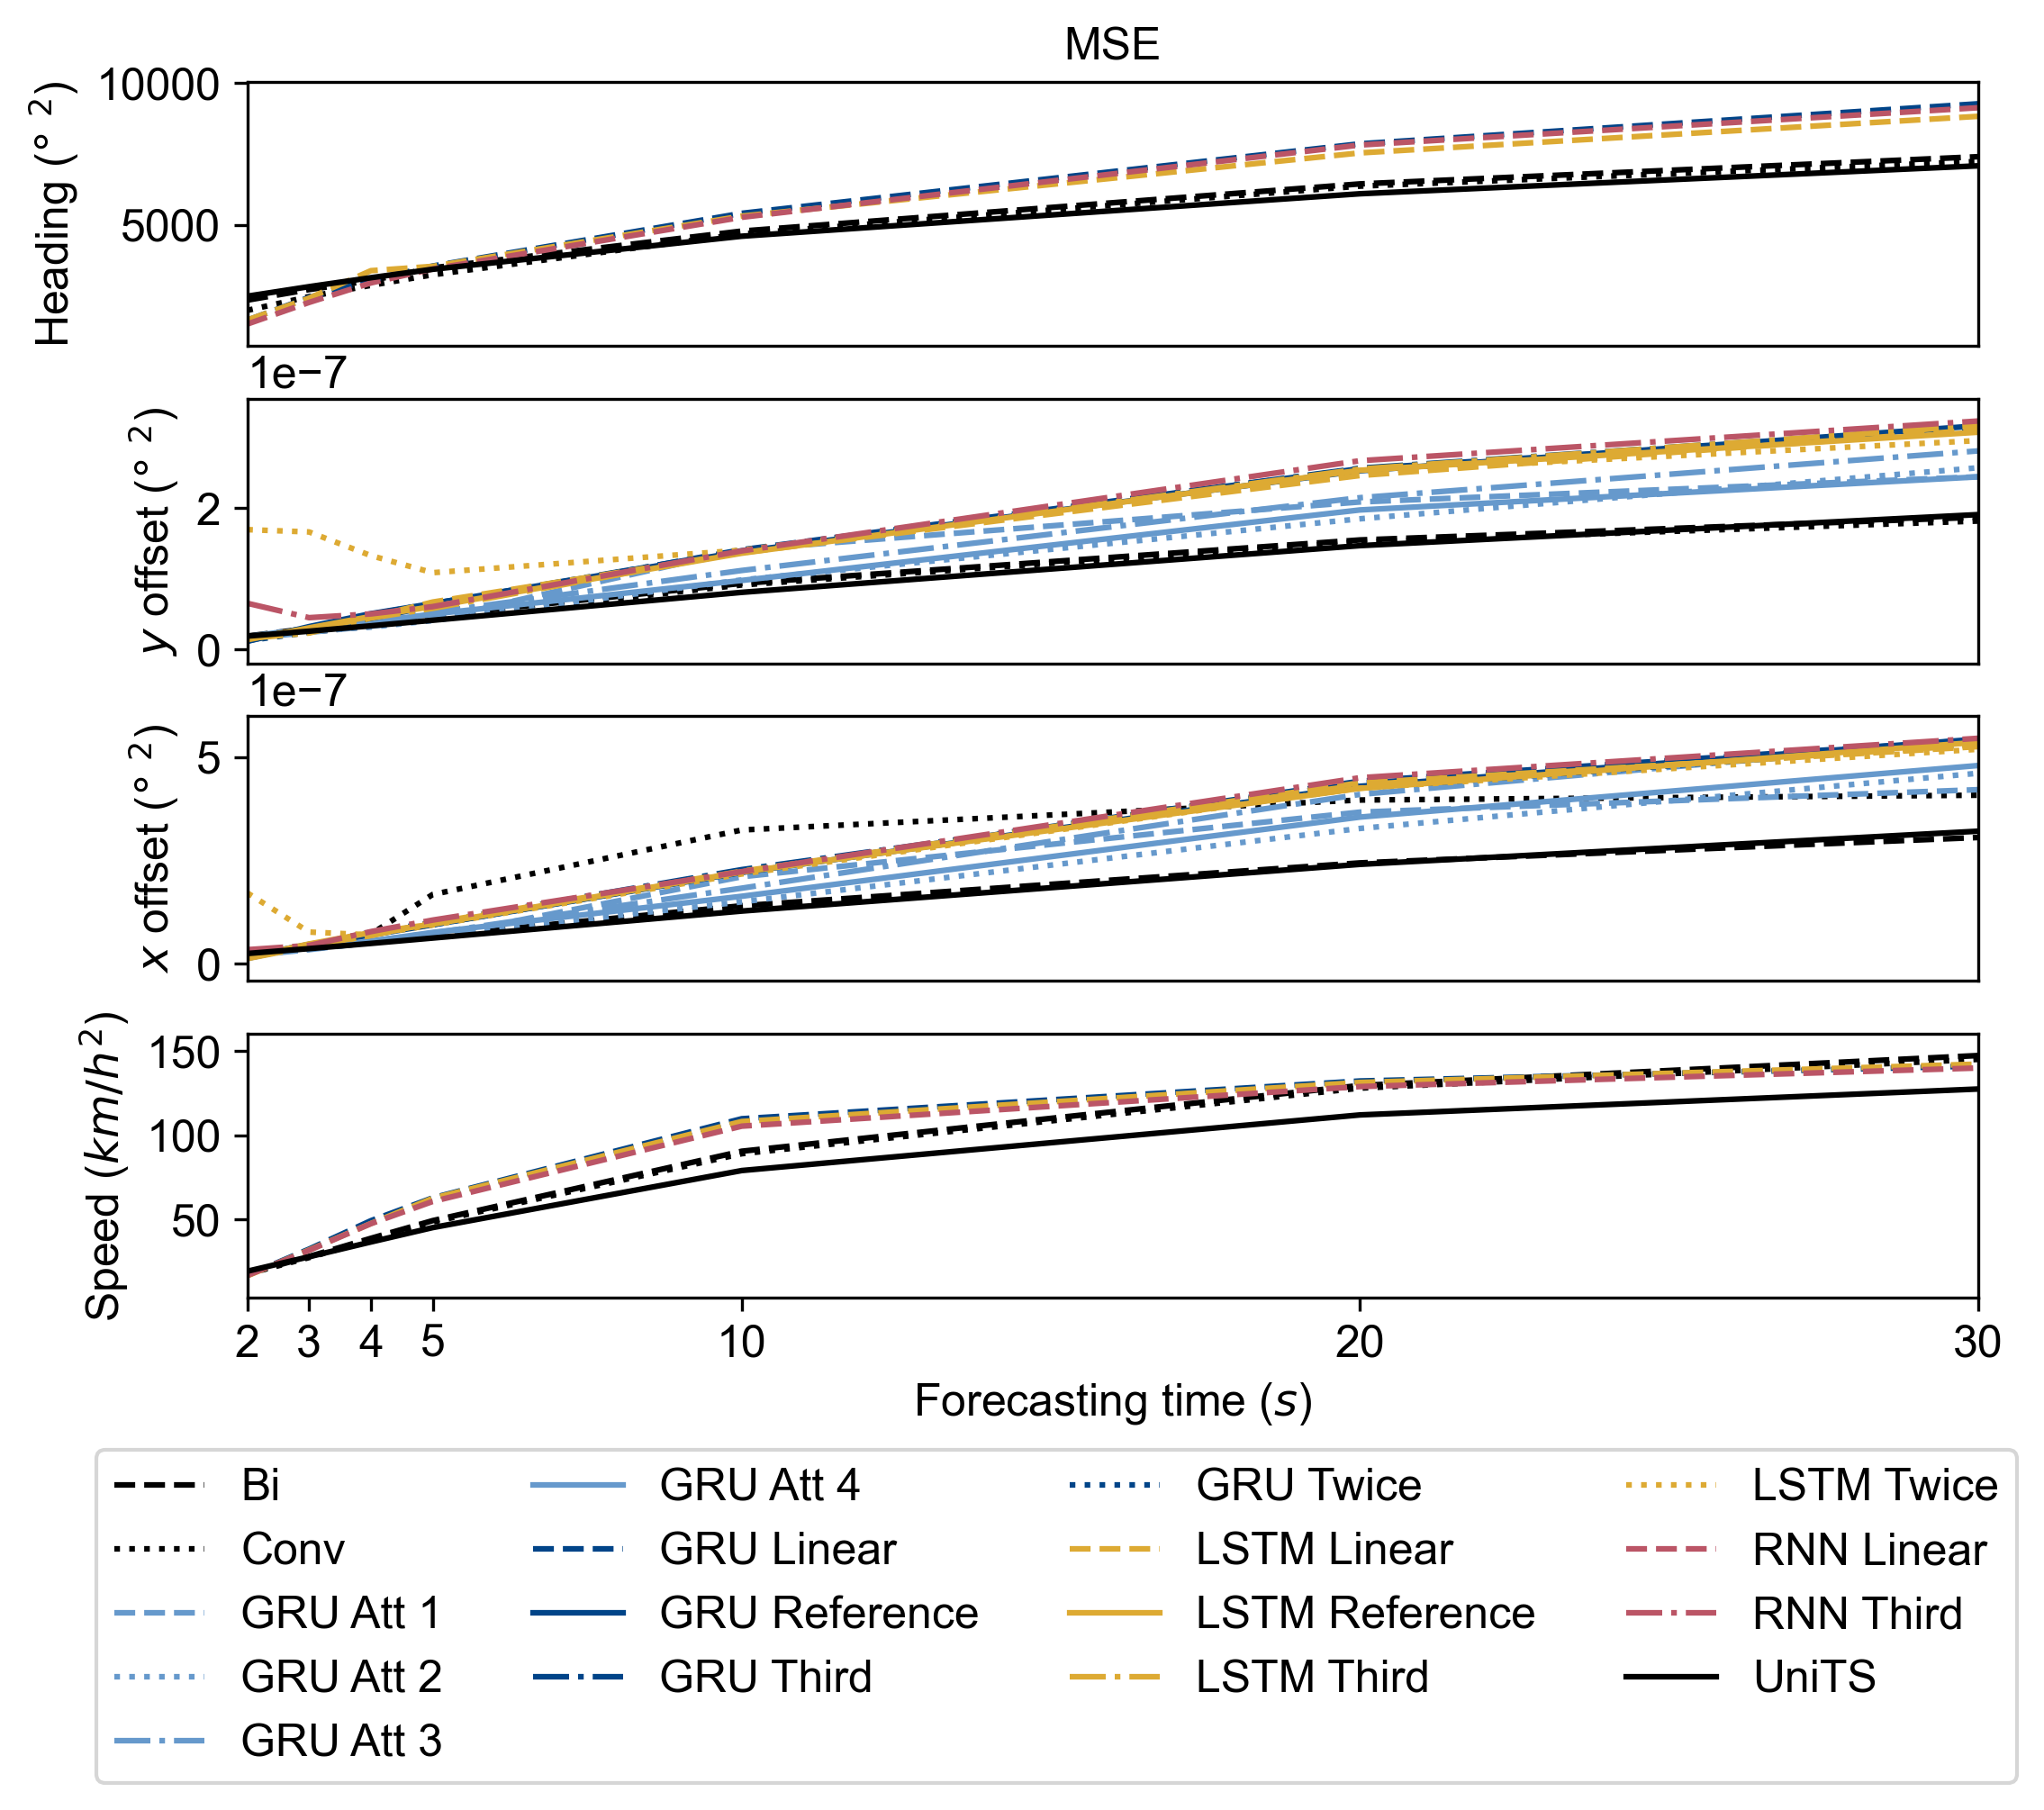 MSE
Heading (° ²)
10000
5000
1e−7
y offset (° ²)
2
0
1e−7
x offset (° ²)
5
0
Speed (km/h²)
150
100
50
2 3 4 5 10 20 30
Forecasting time (s)
Bi
Conv
GRU Att 1
GRU Att 2
GRU Att 3
GRU Att 4
GRU Linear
GRU Reference
GRU Third
GRU Twice
LSTM Linear
LSTM Reference
LSTM Third
LSTM Twice
RNN Linear
RNN Third
UniTS